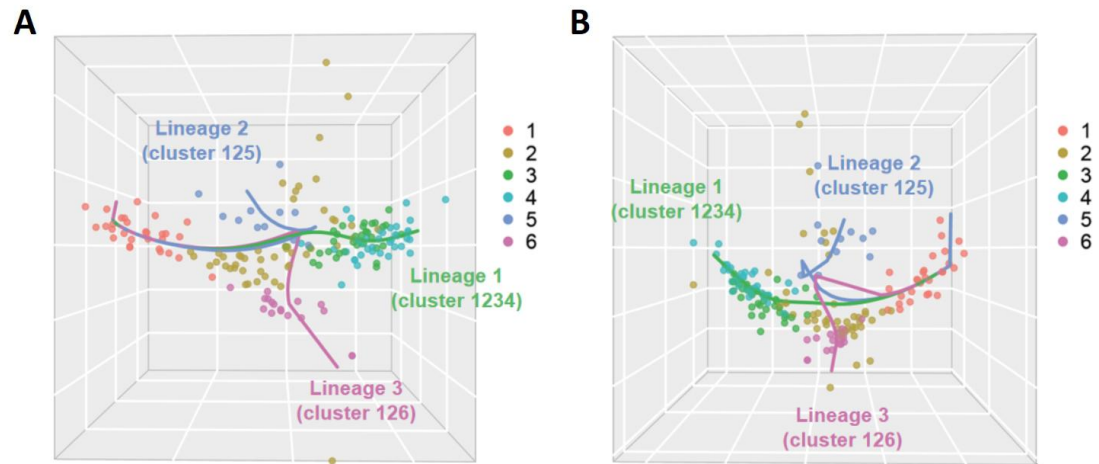 A
Lineage 2
(cluster 125)
Lineage 1
(cluster 1234)
Lineage 3
(cluster 126)
1
2
3
4
5
6
B
Lineage 2
(cluster 125)
Lineage 1
(cluster 1234)
Lineage 3
(cluster 126)
1
2
3
4
5
6